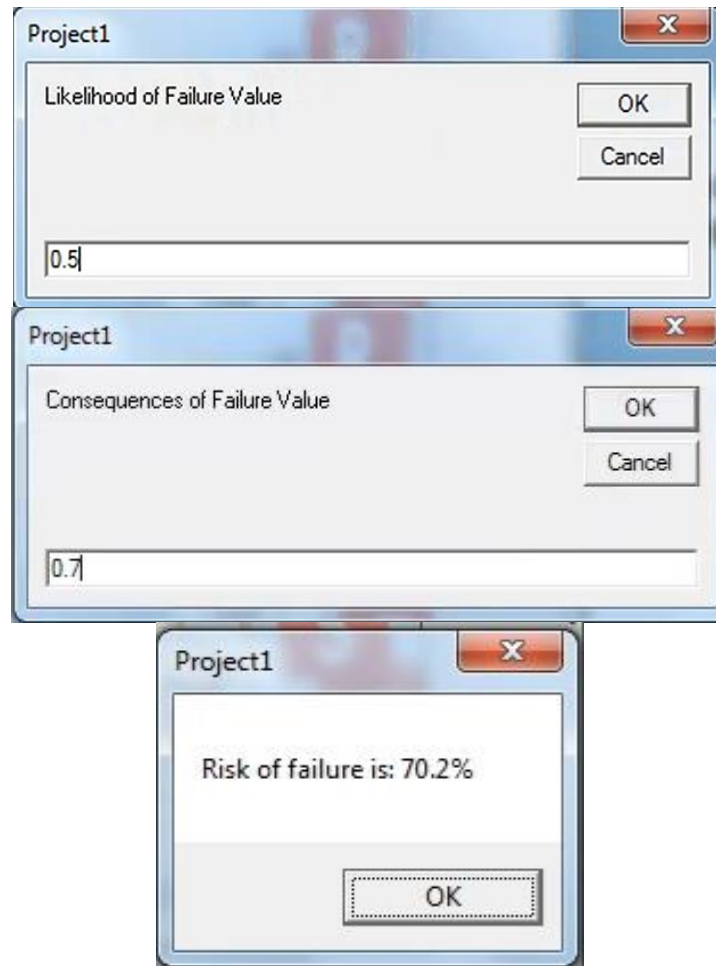 Project1
Likelihood of Failure Value
OK
Cancel
0.5
Project1
Consequences of Failure Value
OK
Cancel
0.7
Project1
Risk of failure is: 70.2%
OK